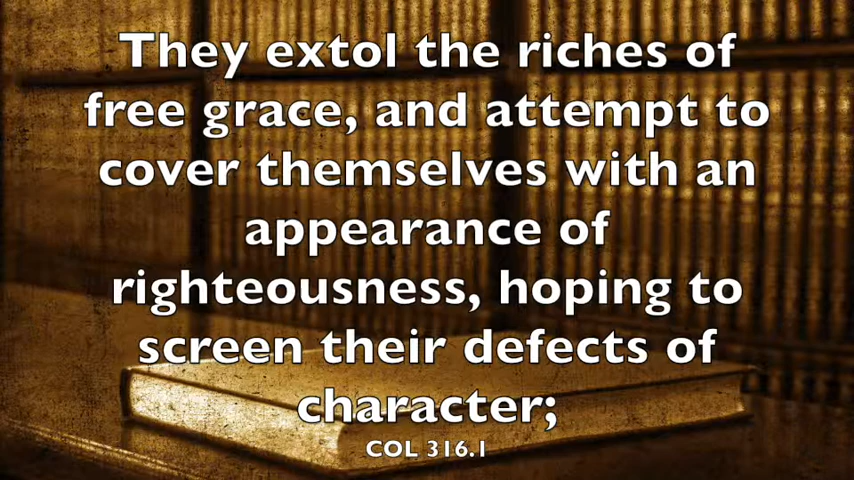 They extol the riches of
free grace, and attempt to
cover themselves with an
appearance of
righteousness, hoping to
screen their defects of
character;
COL 316.1